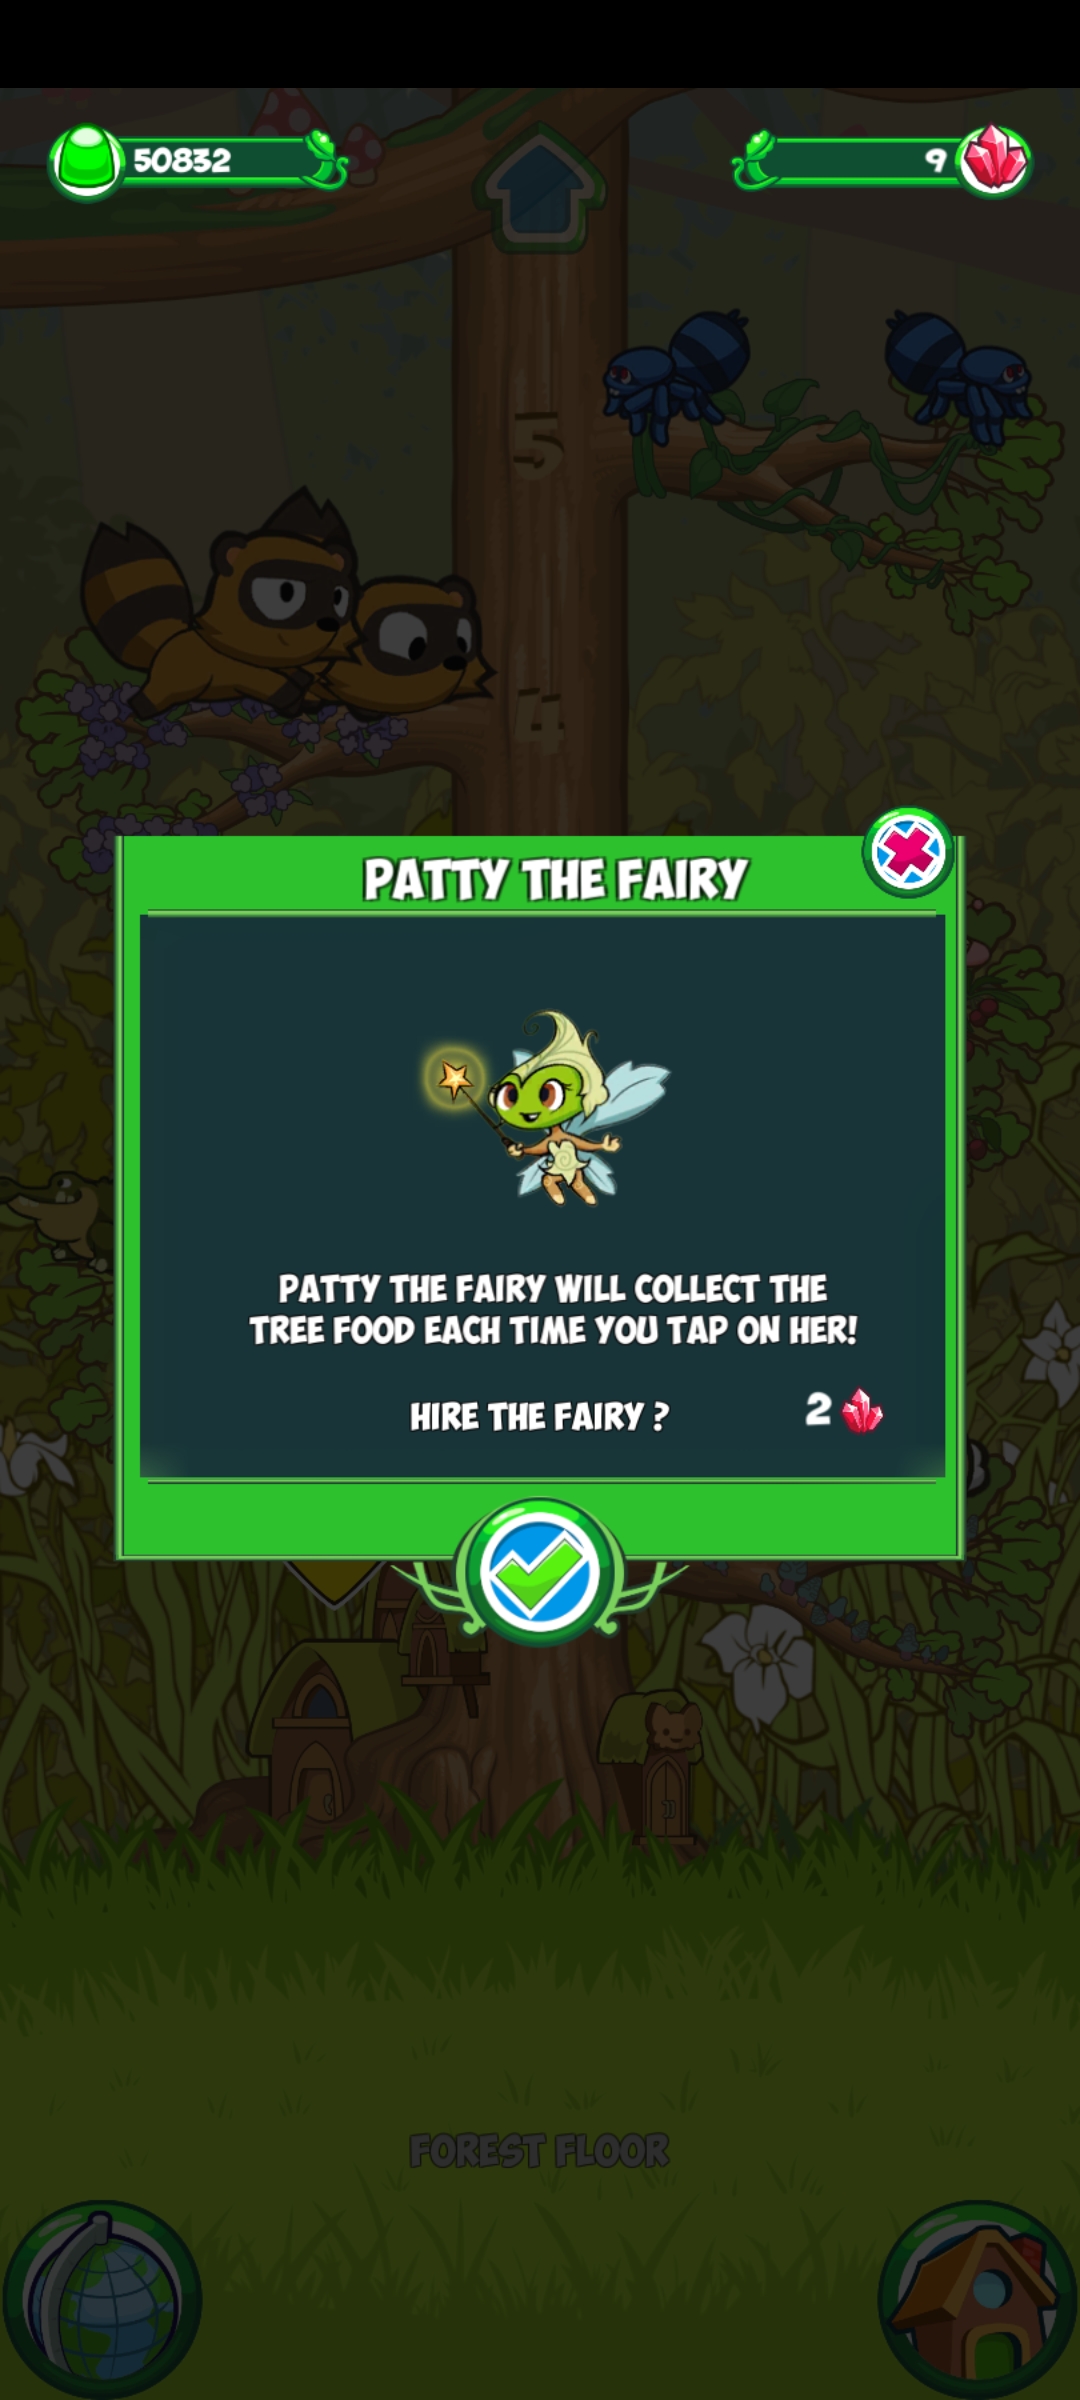 50832
9
5
4
PATTY THE FAIRY
PATTY THE FAIRY WILL COLLECT THE
TREE FOOD EACH TIME YOU TAP ON HER!
HIRE THE FAIRY ?
2
FOREST FLOOR